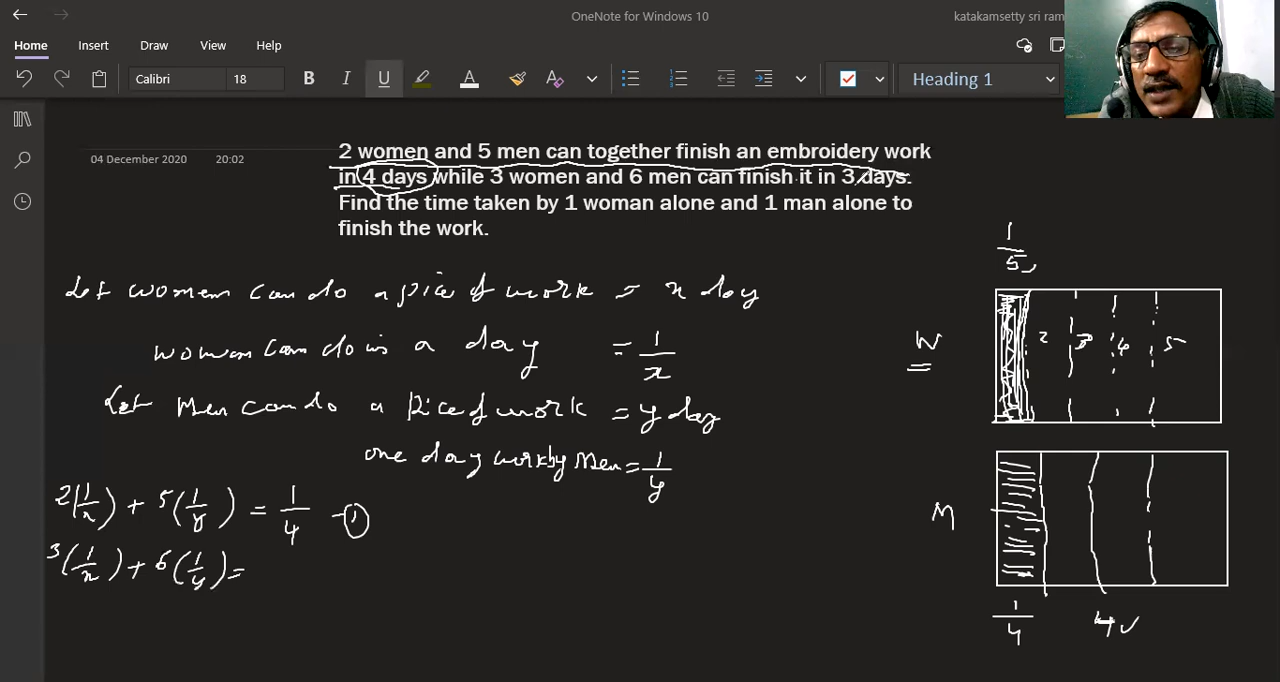 OneNote for Windows 10
katakamsetty sri ram
Home Insert Draw View Help
Calibri 18 B I U A A Heading 1
04 December 2020 20:02
2 women and 5 men can together finish an embroidery work
in 4 days while 3 women and 6 men can finish it in 3 days.
Find the time taken by 1 woman alone and 1 man alone to
finish the work.
Let women can do a pice of work = x day
woman can do in a day = 1/x
Let Men can do a Pice of work = y day
one day work by Men = 1/y
2(1/x) + 5(1/y) = 1/4 —①
3(1/x) + 6(1/y) =
1/5
W 2 3 4 5
M
1/4 4